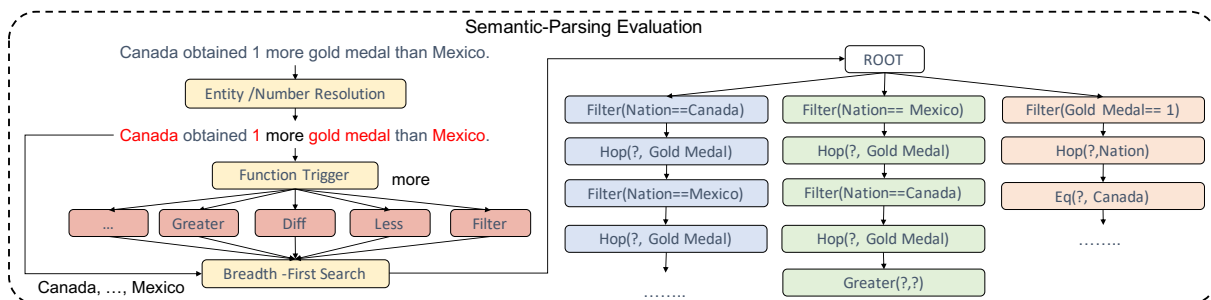 Semantic-Parsing Evaluation
Canada obtained 1 more gold medal than Mexico.
Entity /Number Resolution
Canada obtained 1 more gold medal than Mexico.
Function Trigger
more
...
Greater
Diff
Less
Filter
Breadth -First Search
Canada, ..., Mexico
ROOT
Filter(Nation==Canada)
Hop(?, Gold Medal)
Filter(Nation==Mexico)
Hop(?, Gold Medal)
........
Filter(Nation== Mexico)
Hop(?, Gold Medal)
Filter(Nation==Canada)
Hop(?, Gold Medal)
Greater(?,?)
Filter(Gold Medal== 1)
Hop(?,Nation)
Eq(?, Canada)
........